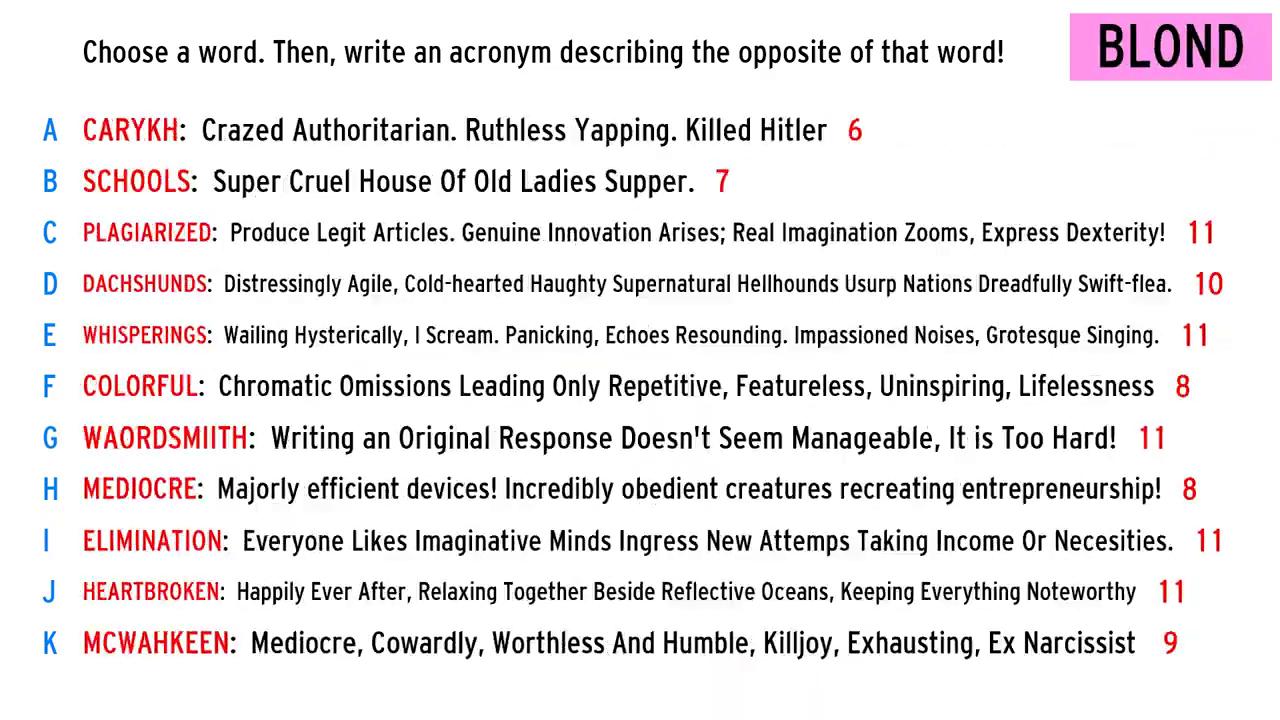 Choose a word. Then, write an acronym describing the opposite of that word!
BLOND
A CARYKH: Crazed Authoritarian. Ruthless Yapping. Killed Hitler 6
B SCHOOLS: Super Cruel House Of Old Ladies Supper. 7
C PLAGIARIZED: Produce Legit Articles. Genuine Innovation Arises; Real Imagination Zooms, Express Dexterity! 11
D DACHSHUNDS: Distressingly Agile, Cold-hearted Haughty Supernatural Hellhounds Usurp Nations Dreadfully Swift-flea. 10
E WHISPERINGS: Wailing Hysterically, I Scream. Panicking, Echoes Resounding. Impassioned Noises, Grotesque Singing. 11
F COLORFUL: Chromatic Omissions Leading Only Repetitive, Featureless, Uninspiring, Lifelessness 8
G WAORDSMIITH: Writing an Original Response Doesn't Seem Manageable, It is Too Hard! 11
H MEDIOCRE: Majorly efficient devices! Incredibly obedient creatures recreating entrepreneurship! 8
I ELIMINATION: Everyone Likes Imaginative Minds Ingress New Attemps Taking Income Or Necesities. 11
J HEARTBROKEN: Happily Ever After, Relaxing Together Beside Reflective Oceans, Keeping Everything Noteworthy 11
K MCWAHKEEN: Mediocre, Cowardly, Worthless And Humble, Killjoy, Exhausting, Ex Narcissist 9